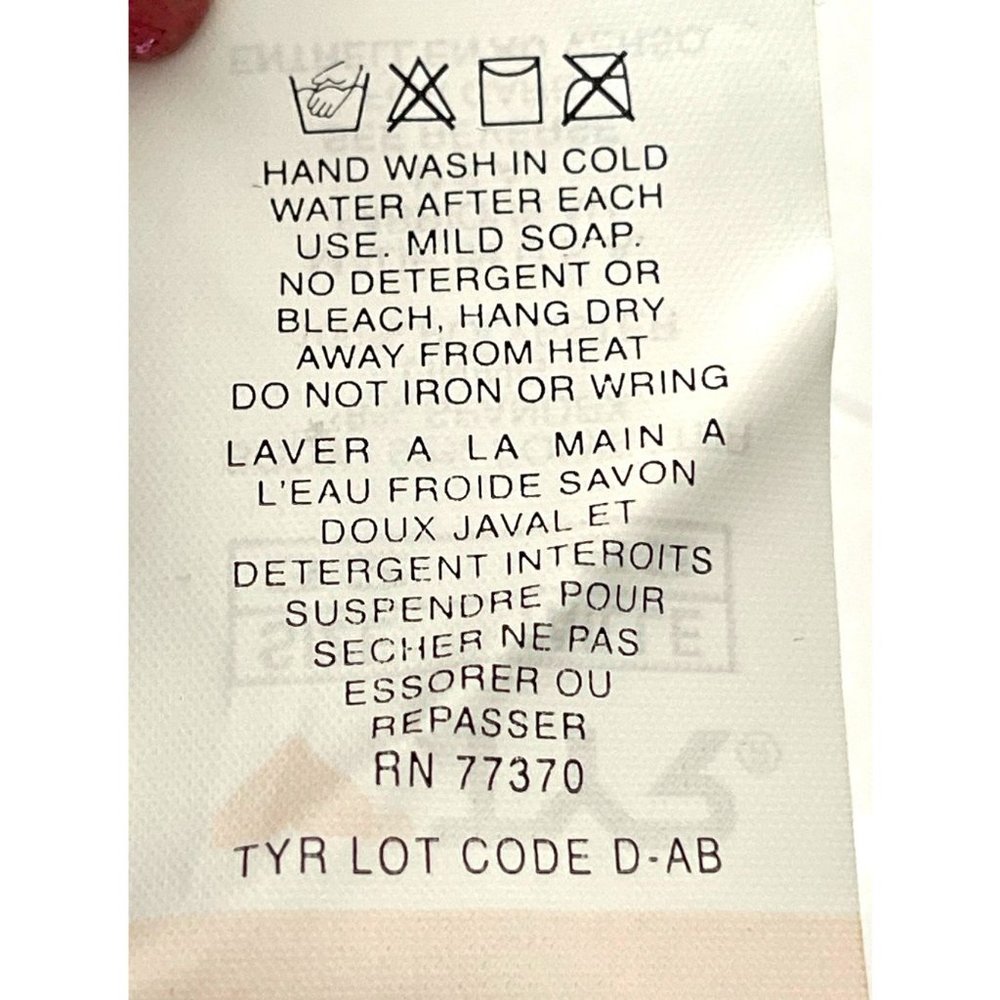 HAND WASH IN COLD
WATER AFTER EACH
USE. MILD SOAP.
NO DETERGENT OR
BLEACH, HANG DRY
AWAY FROM HEAT
DO NOT IRON OR WRING
LAVER A LA MAIN A
L'EAU FROIDE SAVON
DOUX JAVAL ET
DETERGENT INTEROITS
SUSPENDRE POUR
SECHER NE PAS
ESSORER OU
REPASSER
RN 77370
TYR LOT CODE D-AB